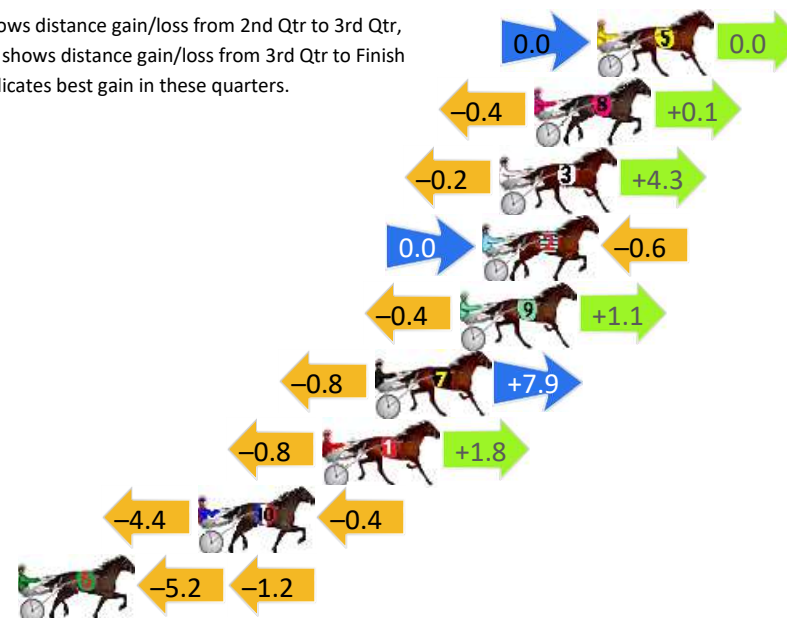 ows distance gain/loss from 2nd Qtr to 3rd Qtr,
shows distance gain/loss from 3rd Qtr to Finish
dicates best gain in these quarters.
0.0 5 0.0
–0.4 8 +0.1
–0.2 3 +4.3
0.0 2 –0.6
–0.4 9 +1.1
–0.8 7 +7.9
–0.8 1 +1.8
–4.4 10 –0.4
6 –5.2 –1.2